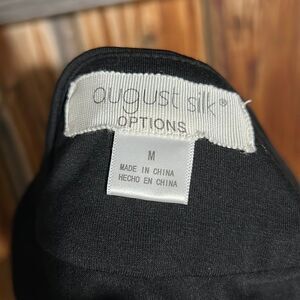 august silk®
OPTIONS
M
MADE IN CHINA
HECHO EN CHINA